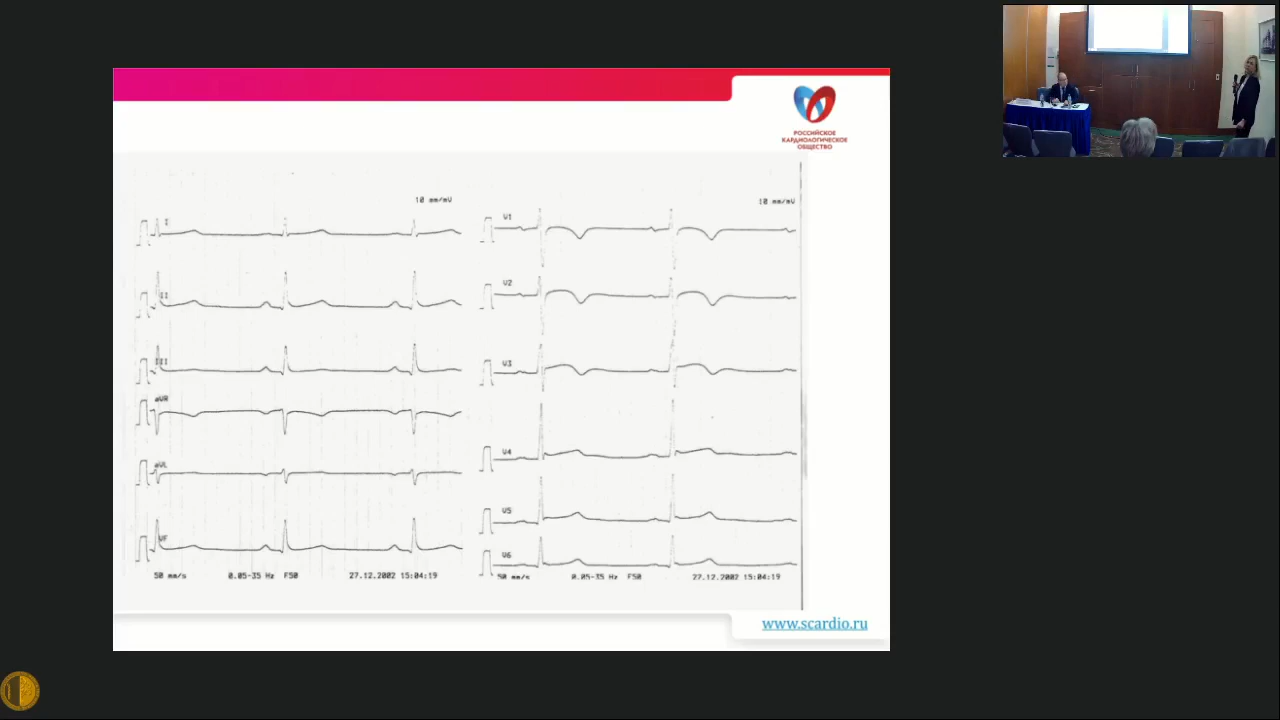 РОССИЙСКОЕ
КАРДИОЛОГИЧЕСКОЕ
ОБЩЕСТВО
10 mm/mV
I
II
III
aVR
aVL
VF
50 mm/s 0.05-35 Hz F50 27.12.2002 15:04:19
10 mm/mV
V1
V2
V3
V4
V5
V6
50 mm/s 0.05-35 Hz F50 27.12.2002 15:04:19
www.scardio.ru